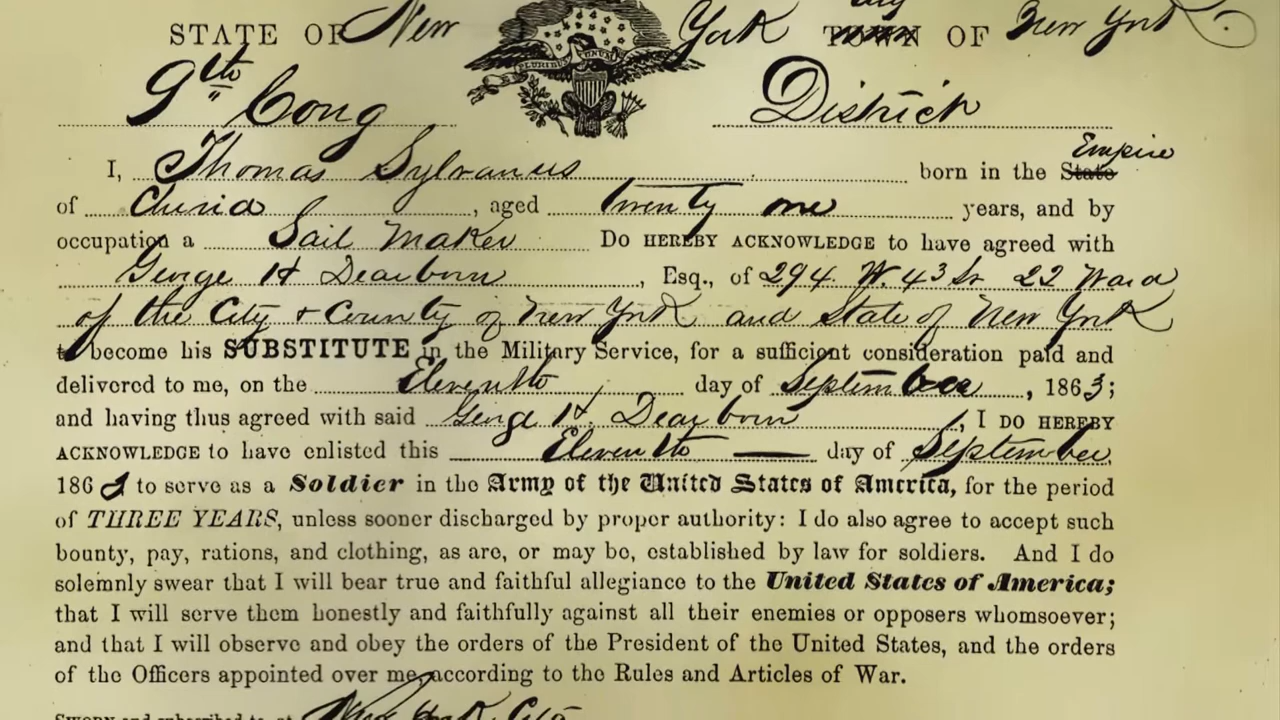 STATE OF New York City TOWN OF New York
E PLURIBUS UNUM
9th Cong District
I, Thomas Sylvanus born in the Empire State
of China, aged twenty one years, and by
occupation a Sail Maker DO HEREBY ACKNOWLEDGE to have agreed with
George H Dearborn, Esq., of 294. W. 43 St 22 Ward
of the City & County of New York and State of New York
to become his SUBSTITUTE in the Military Service, for a sufficient consideration paid and
delivered to me, on the Eleventh day of September, 1863;
and having thus agreed with said George H. Dearborn, I DO HEREBY
ACKNOWLEDGE to have enlisted this Eleventh day of September,
1863 to serve as a Soldier in the Army of the United States of America, for the period
of THREE YEARS, unless sooner discharged by proper authority: I do also agree to accept such
bounty, pay, rations, and clothing, as are, or may be, established by law for soldiers. And I do
solemnly swear that I will bear true and faithful allegiance to the United States of America;
that I will serve them honestly and faithfully against all their enemies or opposers whomsoever;
and that I will observe and obey the orders of the President of the United States, and the orders
of the Officers appointed over me, according to the Rules and Articles of War.
SWORN and subscribed to, at New York City